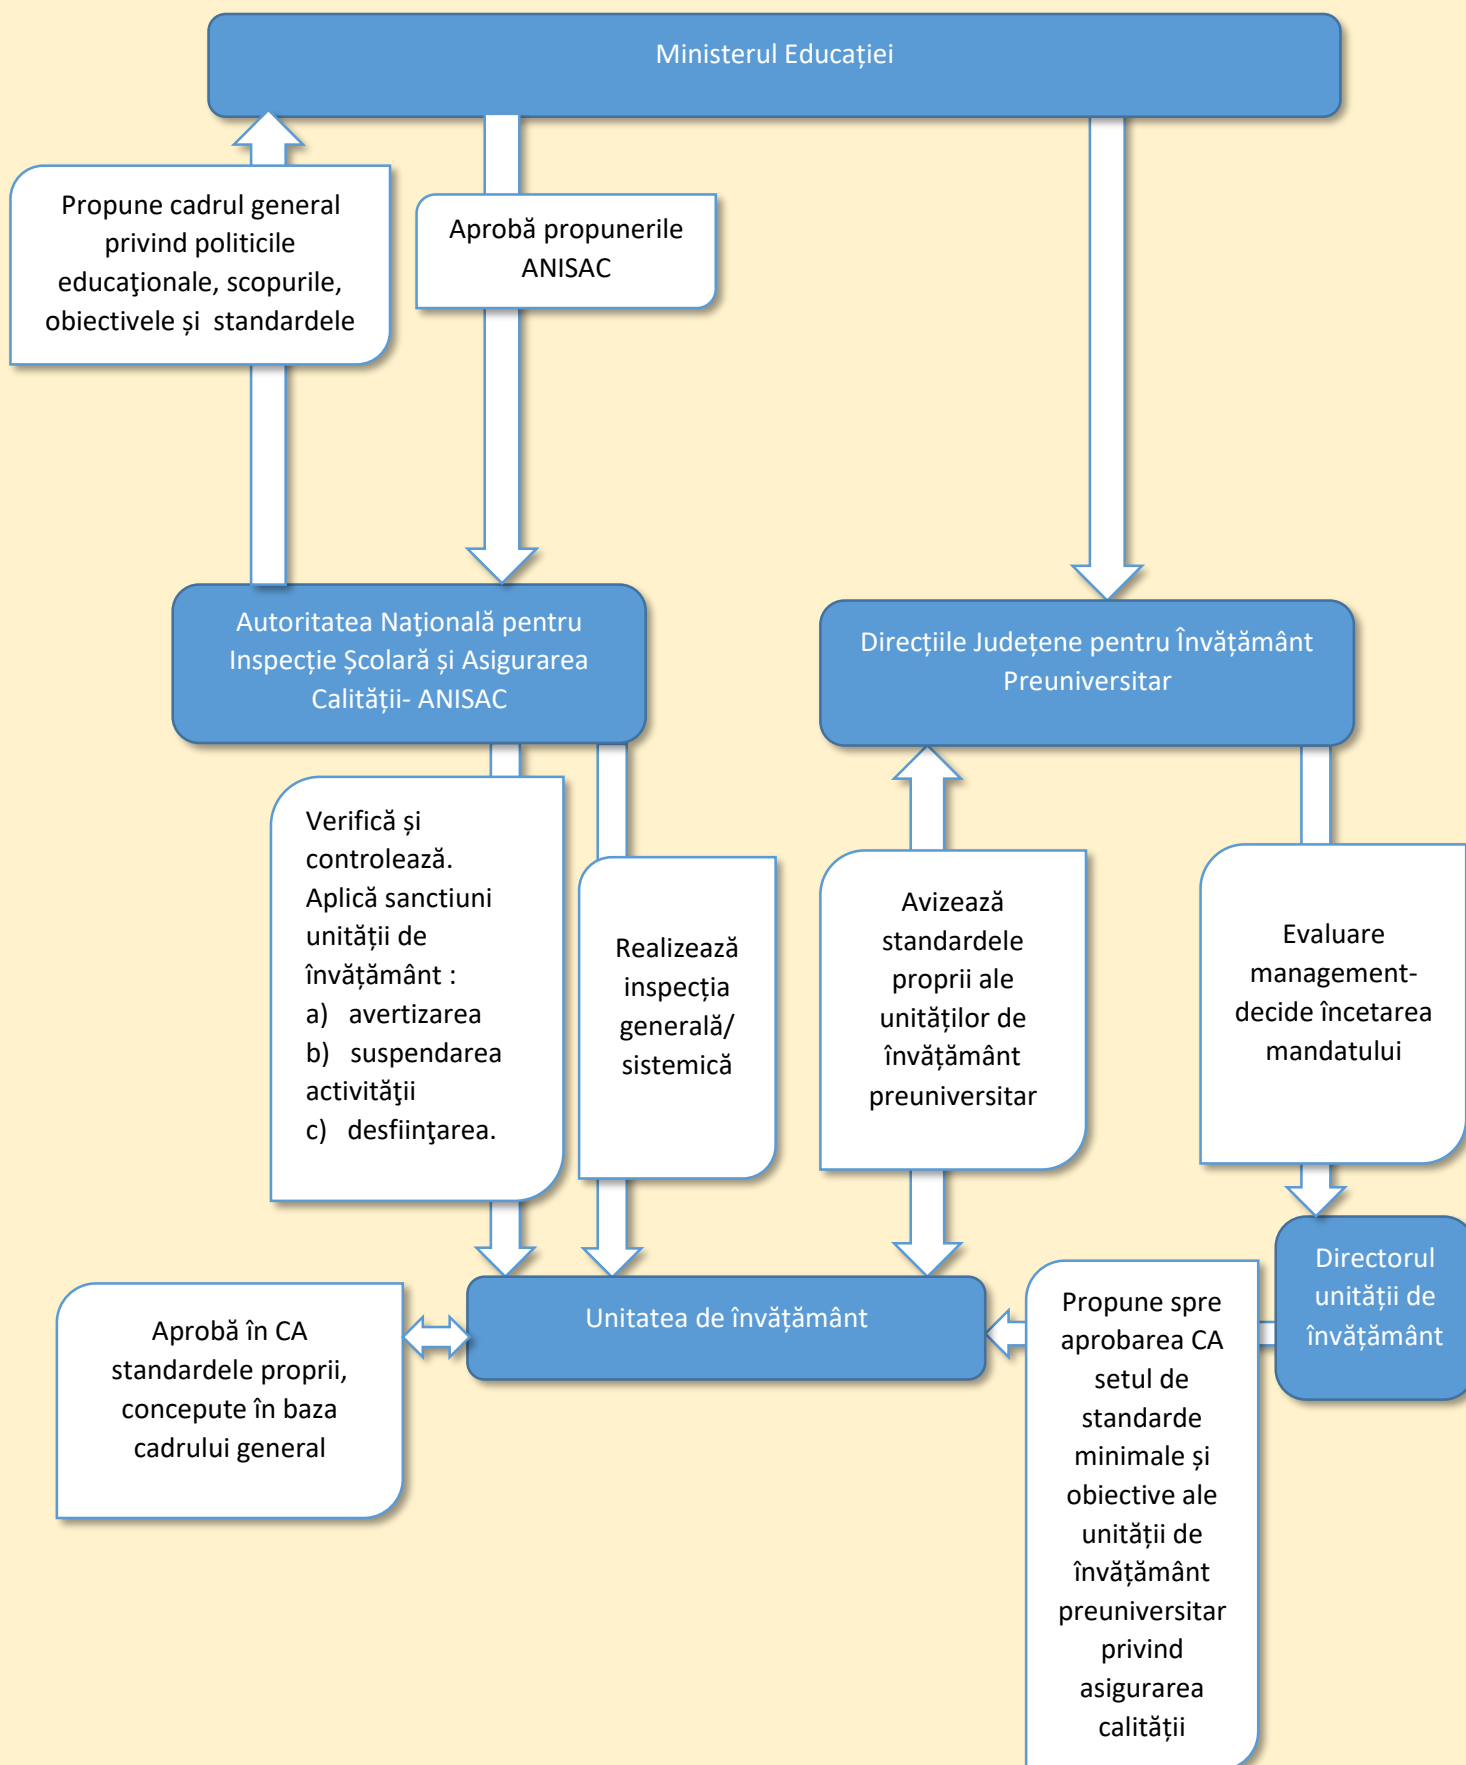 Ministerul Educației
Propune cadrul general
privind politicile
educaţionale, scopurile,
obiectivele și  standardele
Aprobă propunerile
ANISAC
Autoritatea Naţională pentru
Inspecție Școlară și Asigurarea
Calității- ANISAC
Direcțiile Județene pentru Învățământ
Preuniversitar
Verifică și
controlează.
Aplică sanctiuni
unității de
învățământ :
a)   avertizarea
b)   suspendarea
activităţii
c)   desfiinţarea.
Realizează
inspecția
generală/
sistemică
Avizează
standardele
proprii ale
unităților de
învățământ
preuniversitar
Evaluare
management-
decide încetarea
mandatului
Aprobă în CA
standardele proprii,
concepute în baza
cadrului general
Unitatea de învățământ
Propune spre
aprobarea CA
setul de
standarde
minimale și
obiective ale
unității de
învățământ
preuniversitar
privind
asigurarea
calității
Directorul
unității de
învățământ